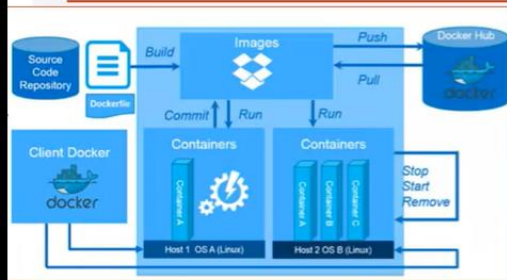 Source
Code
Repository
Dockerfile
Build
Images
Push
Pull
Docker Hub
docker
Commit
Run
Run
Client Docker
docker
Containers
Container A
Host 1 OS A (Linux)
Containers
Container A
Container B
Container C
Host 2 OS B (Linux)
Stop
Start
Remove